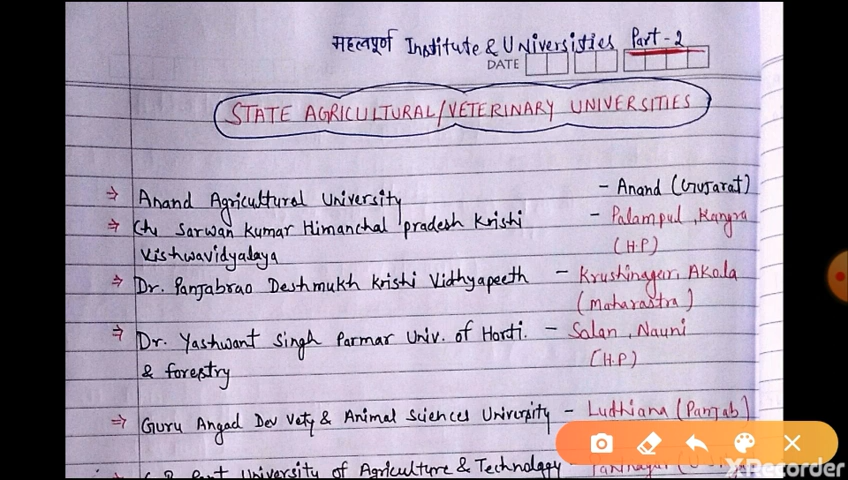 महत्वपूर्ण Institute & Universities Part-2
DATE
STATE AGRICULTURAL/VETERINARY UNIVERSITIES
⇒ Anand Agricultural University - Anand (Gujarat)
⇒ Ch Sarwan Kumar Himanchal pradesh Krishi - Palampul, Kangra
Vishwavidyalaya (H.P)
⇒ Dr. Panjabrao Deshmukh Krishi Vidhyapeeth - Krushinagar, Akola
(Maharastra)
⇒ Dr. Yashwant Singh Parmar Univ. of Horti. - Solan, Nauni
& forestry (H.P)
⇒ Guru Angad Dev Vety & Animal Sciences University - Ludhiana (Panjab)
University of Agriculture & Technology -
XRecorder